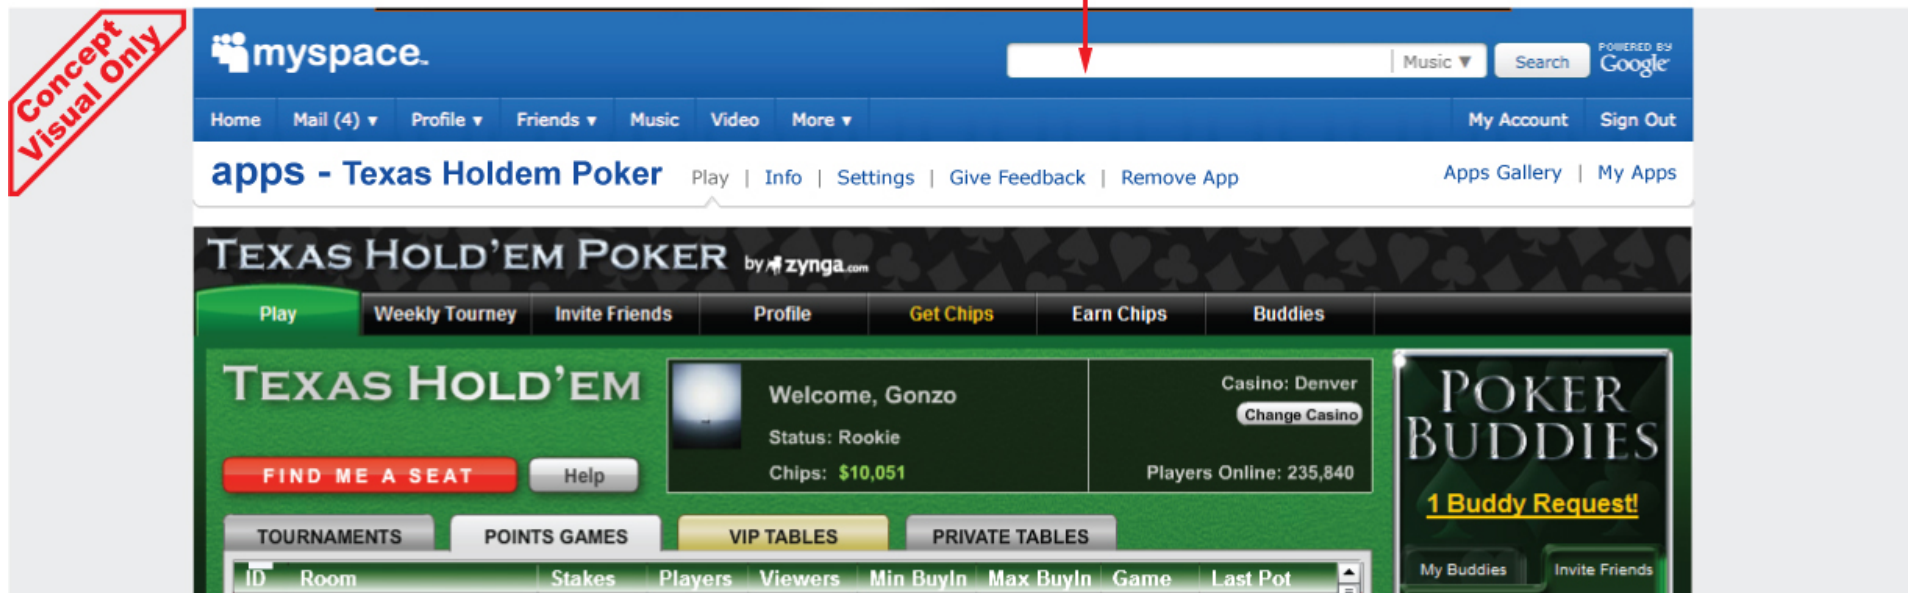 Concept
Visual Only
myspace.
Music ▼
Search
POWERED BY
Google
Home
Mail (4) ▾
Profile ▾
Friends ▾
Music
Video
More ▾
My Account
Sign Out
apps - Texas Holdem Poker
Play | Info | Settings | Give Feedback | Remove App
Apps Gallery | My Apps
TEXAS HOLD'EM POKER by zynga.com
Play
Weekly Tourney
Invite Friends
Profile
Get Chips
Earn Chips
Buddies
TEXAS HOLD'EM
FIND ME A SEAT
Help
Welcome, Gonzo
Status: Rookie
Chips: $10,051
Casino: Denver
Change Casino
Players Online: 235,840
POKER
BUDDIES
1 Buddy Request!
My Buddies
Invite Friends
TOURNAMENTS
POINTS GAMES
VIP TABLES
PRIVATE TABLES
ID Room Stakes Players Viewers Min BuyIn Max BuyIn Game Last Pot